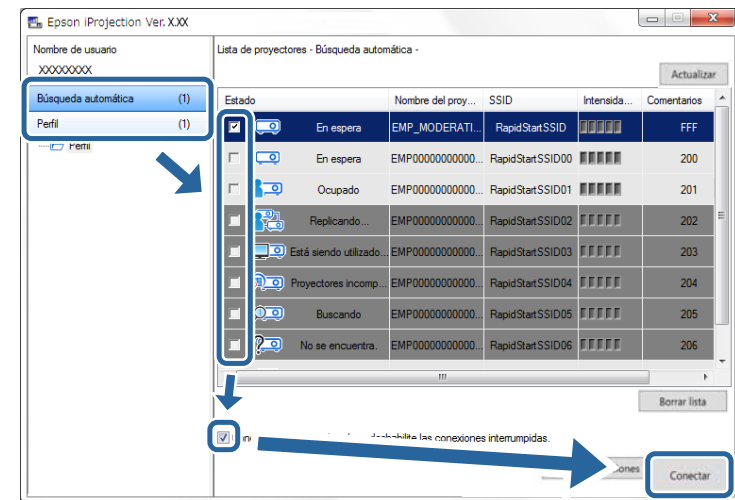 Epson iProjection Ver. X.XX
Nombre de usuario
XXXXXXXX
Búsqueda automática (1)
Perfil (1)
Perfil
Lista de proyectores - Búsqueda automática -
Actualizar
Estado Nombre del proy... SSID Intensida... Comentarios
En espera EMP_MODERATI... RapidStartSSID FFF
En espera EMP00000000000... RapidStartSSID00 200
Ocupado EMP00000000000... RapidStartSSID01 201
Replicando... EMP00000000000... RapidStartSSID02 202
Está siendo utilizado... EMP00000000000... RapidStartSSID03 203
Proyectores incomp... EMP00000000000... RapidStartSSID04 204
Buscando EMP00000000000... RapidStartSSID05 205
No se encuentra. EMP00000000000... RapidStartSSID06 206
Borrar lista
las conexiones interrumpidas.
Conectar